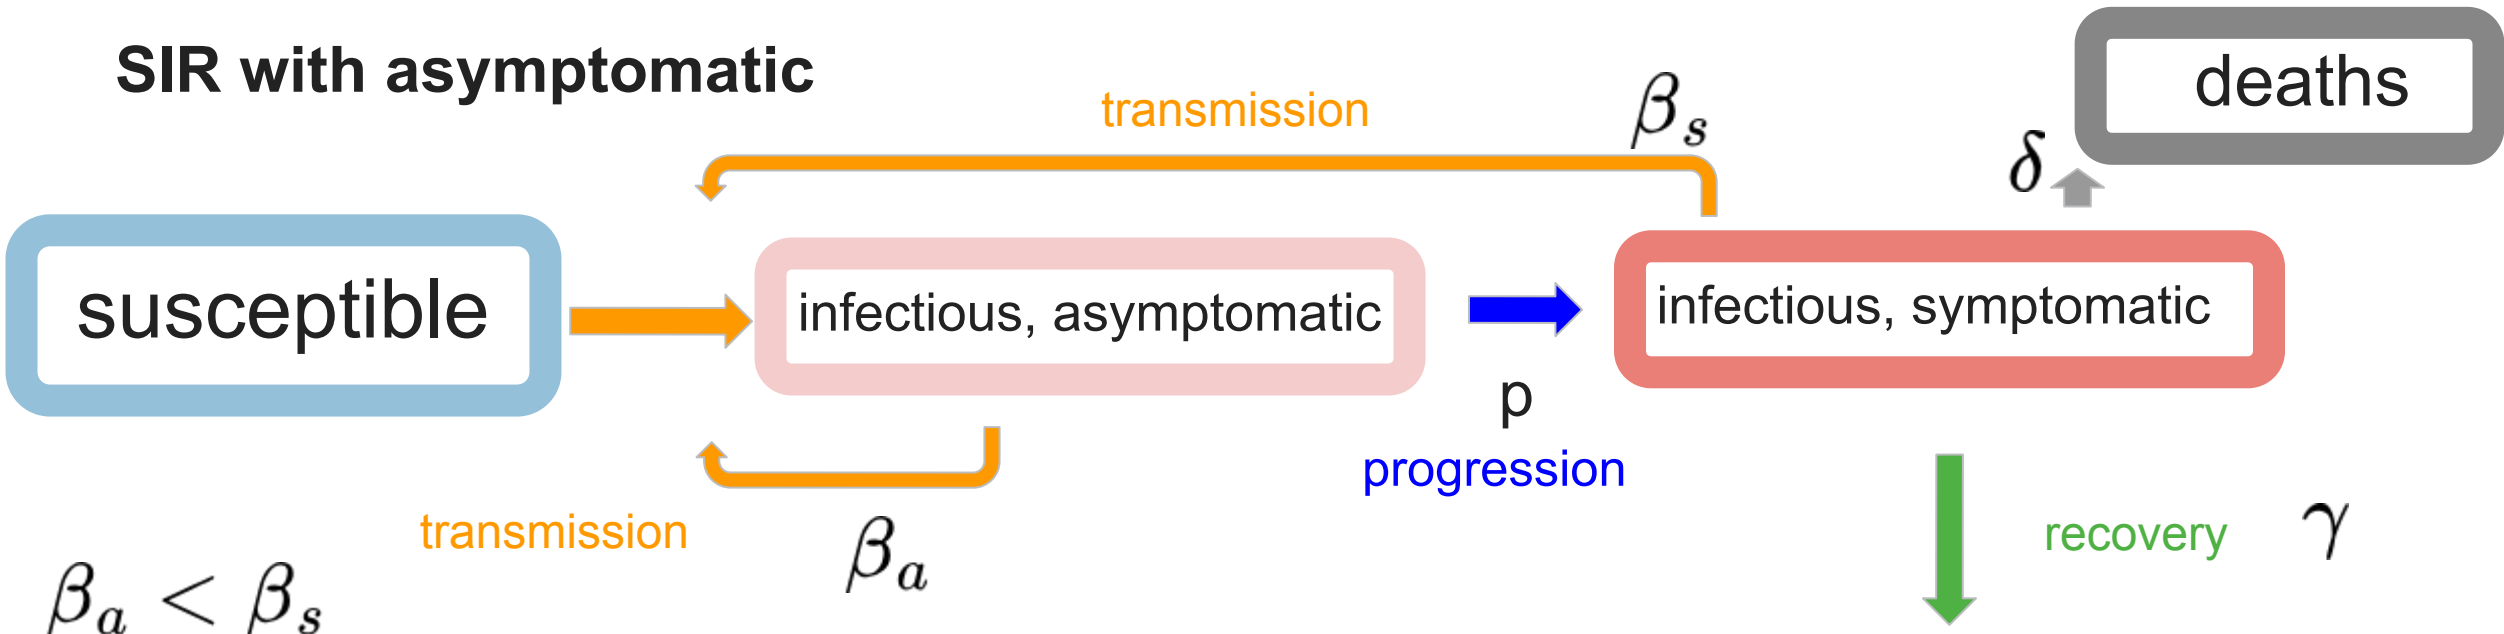 SIR with asymptomatic
deaths
transmission
βs
δ
susceptible
infectious, asymptomatic
infectious, symptomatic
p
progression
transmission
βa
recovery
γ
βa < βs